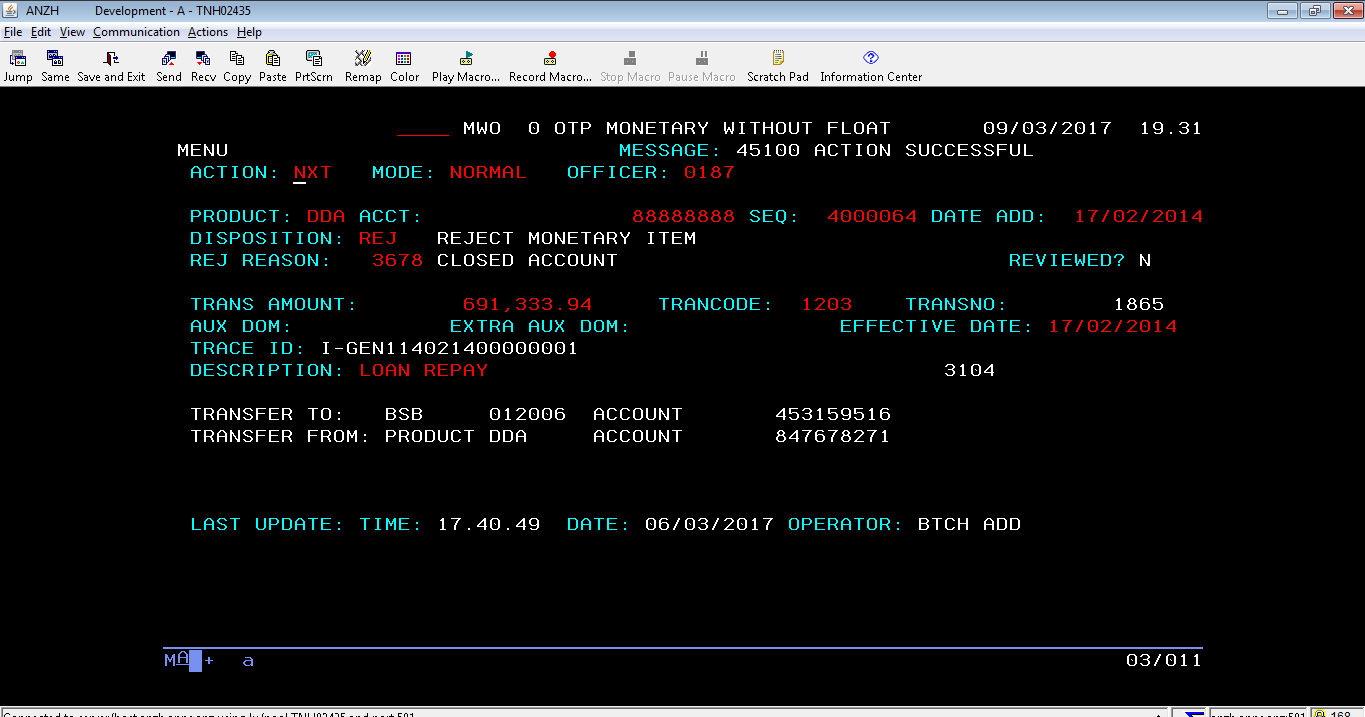 ANZH Development - A - TNH02435
File Edit View Communication Actions Help
Jump Same Save and Exit Send Recv Copy Paste PrtScrn Remap Color Play Macro... Record Macro... Stop Macro Pause Macro Scratch Pad Information Center
_____ MWO 0 OTP MONETARY WITHOUT FLOAT 09/03/2017 19.31
MENU MESSAGE: 45100 ACTION SUCCESSFUL
ACTION: NXT MODE: NORMAL OFFICER: 0187
PRODUCT: DDA ACCT: 88888888 SEQ: 4000064 DATE ADD: 17/02/2014
DISPOSITION: REJ REJECT MONETARY ITEM
REJ REASON: 3678 CLOSED ACCOUNT REVIEWED? N
TRANS AMOUNT: 691,333.94 TRANCODE: 1203 TRANSNO: 1865
AUX DOM: EXTRA AUX DOM: EFFECTIVE DATE: 17/02/2014
TRACE ID: I-GEN114021400000001
DESCRIPTION: LOAN REPAY 3104
TRANSFER TO: BSB 012006 ACCOUNT 453159516
TRANSFER FROM: PRODUCT DDA ACCOUNT 847678271
LAST UPDATE: TIME: 17.40.49 DATE: 06/03/2017 OPERATOR: BTCH ADD
MA + a 03/011